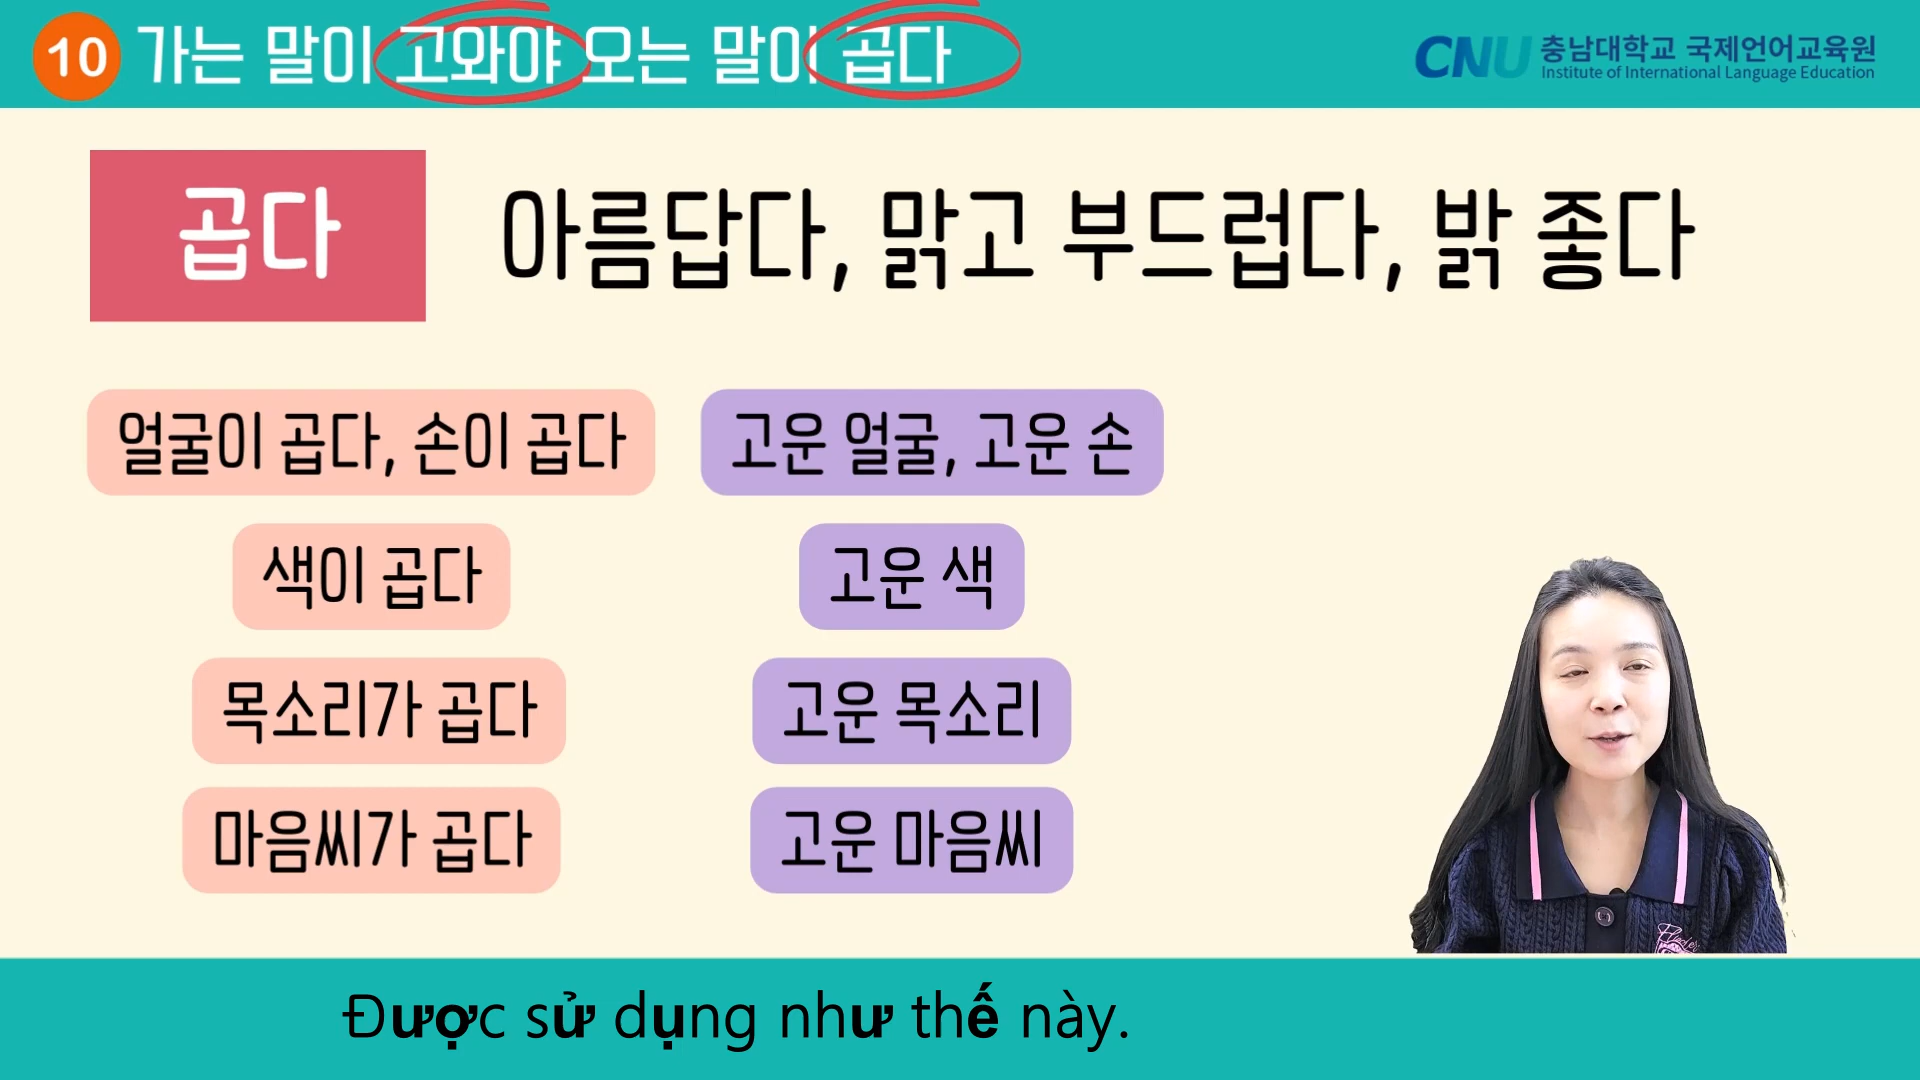 10 가는 말이 고와야 오는 말이 곱다
CNU 충남대학교 국제언어교육원
Institute of International Language Education
곱다
아름답다, 맑고 부드럽다, 밝 좋다
얼굴이 곱다, 손이 곱다
고운 얼굴, 고운 손
색이 곱다
고운 색
목소리가 곱다
고운 목소리
마음씨가 곱다
고운 마음씨
Được sử dụng như thế này.